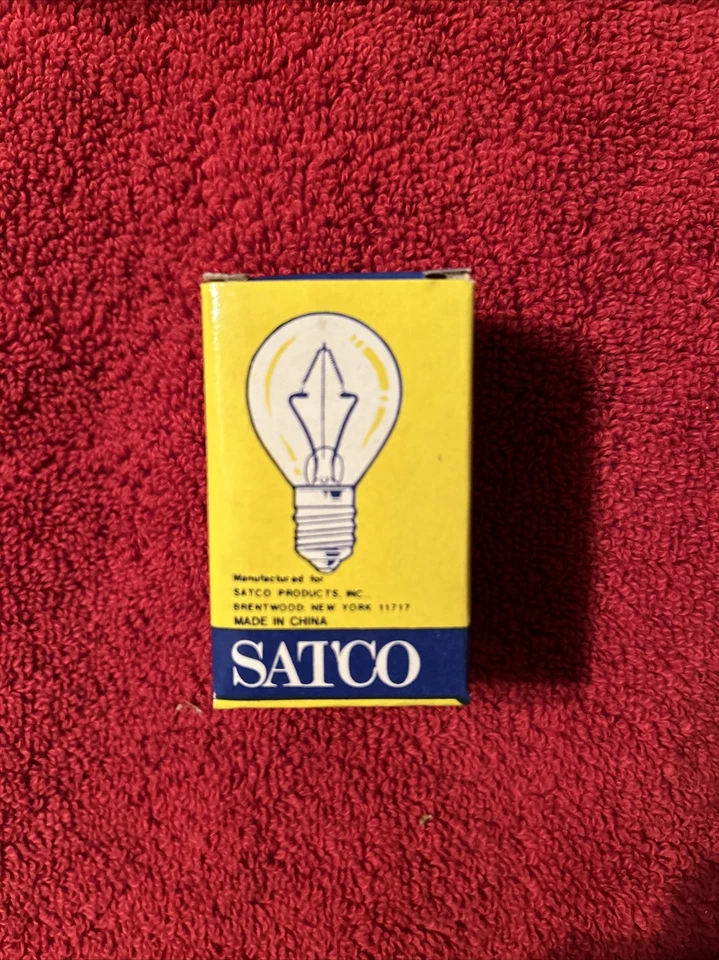 Manufactured for
SATCO PRODUCTS, INC.
BRENTWOOD, NEW YORK 11717
MADE IN CHINA
SATCO